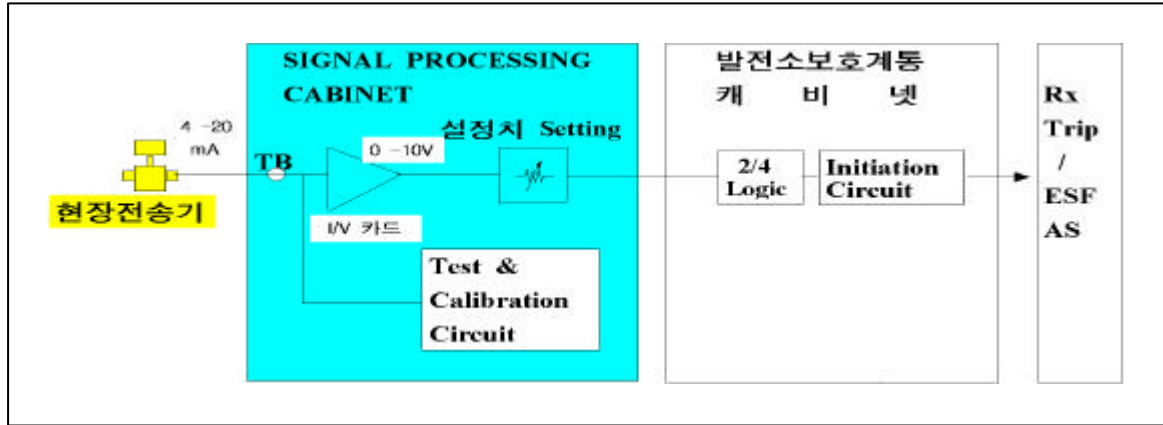 SIGNAL PROCESSING
CABINET
발전소보호계통
캐 비 넷
4 -20
mA
설정치 Setting
0 -10V
TB
2/4
Logic
Initiation
Circuit
Rx
Trip
/
ESF
AS
현장전송기
I/V 카드
Test &
Calibration
Circuit